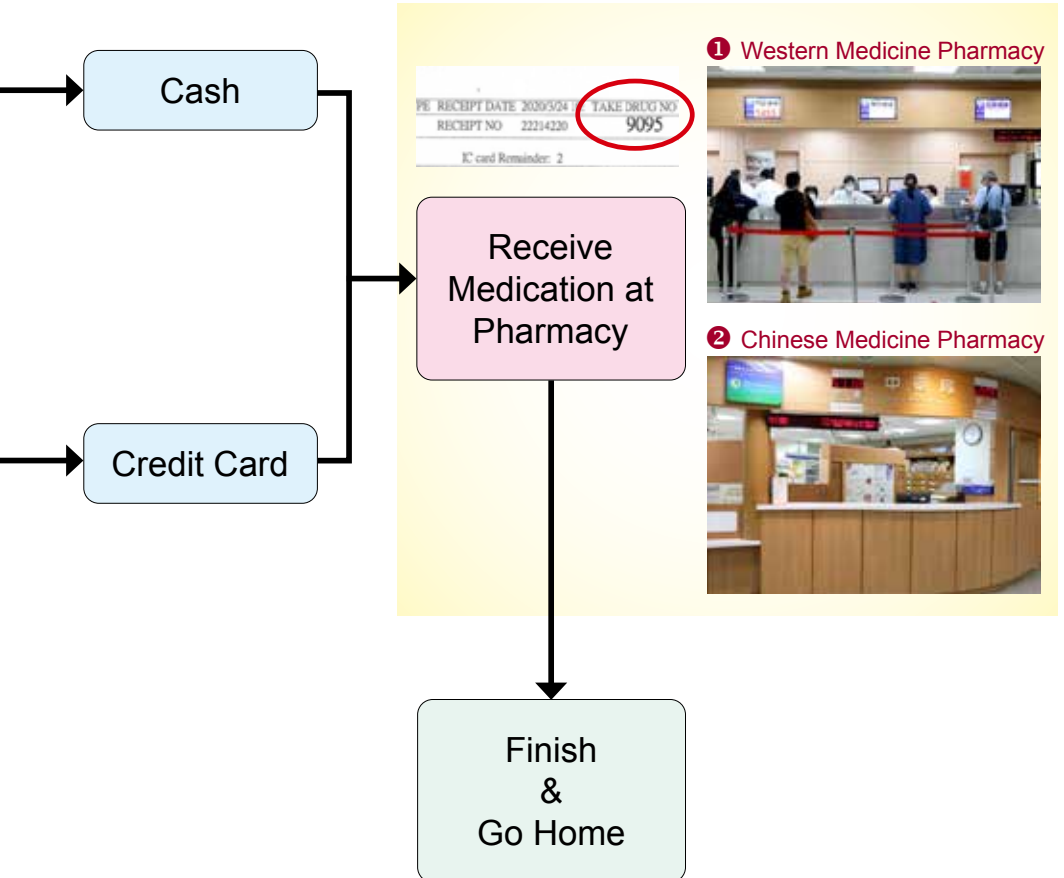 Cash
Credit Card
PE RECEIPT DATE 2020/3/24 TAKE DRUG NO
RECEIPT NO 22214220 9095
IC card Remainder: 2
Receive
Medication at
Pharmacy
❶ Western Medicine Pharmacy
❷ Chinese Medicine Pharmacy
Finish
&
Go Home